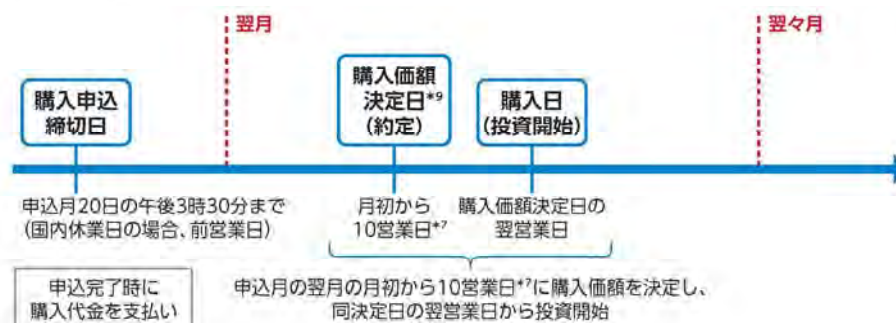 翌月
翌々月
購入申込
締切日
購入価額
決定日*9
(約定)
購入日
(投資開始)
申込月20日の午後3時30分まで
(国内休業日の場合、前営業日)
月初から
10営業日*7
購入価額決定日の
翌営業日
申込完了時に
購入代金を支払い
申込月の翌月の月初から10営業日*7に購入価額を決定し、
同決定日の翌営業日から投資開始